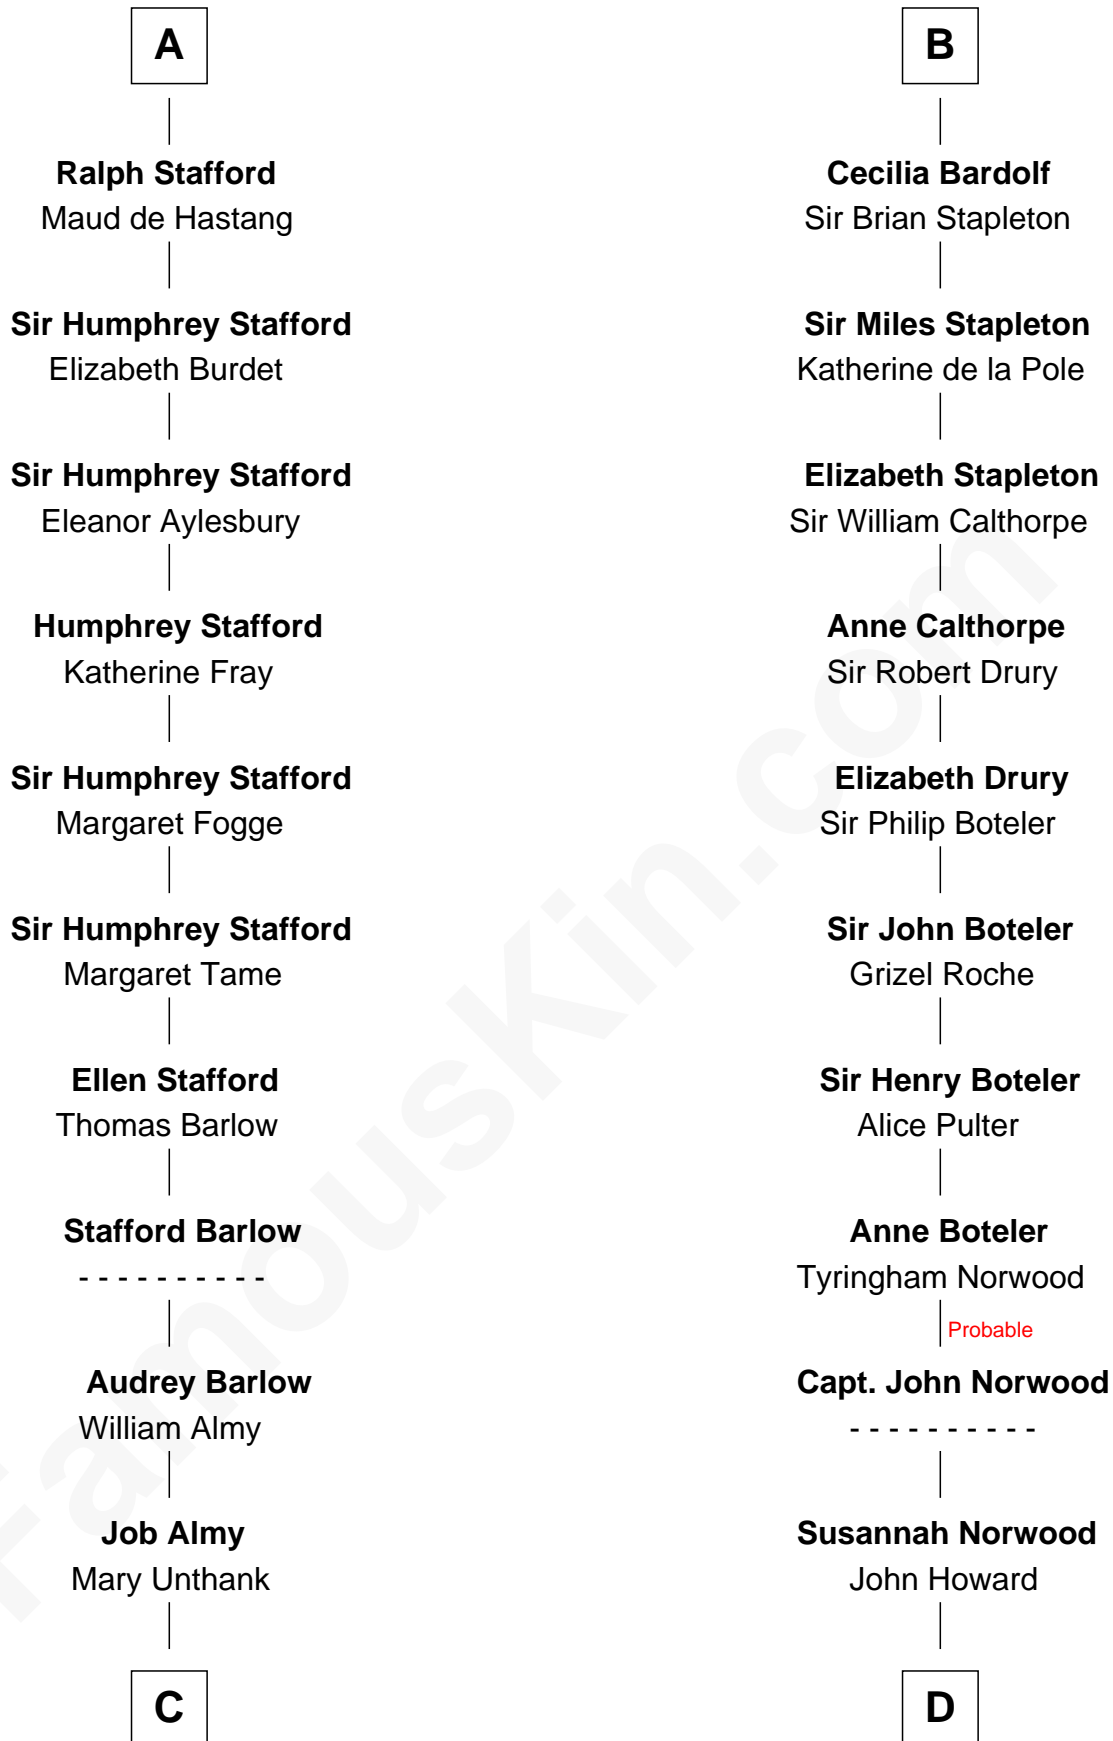 A
Ralph Stafford
Maud de Hastang
Sir Humphrey Stafford
Elizabeth Burdet
Sir Humphrey Stafford
Eleanor Aylesbury
Humphrey Stafford
Katherine Fray
Sir Humphrey Stafford
Margaret Fogge
Sir Humphrey Stafford
Margaret Tame
Ellen Stafford
Thomas Barlow
Stafford Barlow
- - - - - - - - - -
Audrey Barlow
William Almy
Job Almy
Mary Unthank
C
B
Cecilia Bardolf
Sir Brian Stapleton
Sir Miles Stapleton
Katherine de la Pole
Elizabeth Stapleton
Sir William Calthorpe
Anne Calthorpe
Sir Robert Drury
Elizabeth Drury
Sir Philip Boteler
Sir John Boteler
Grizel Roche
Sir Henry Boteler
Alice Pulter
Anne Boteler
Tyringham Norwood
Probable
Capt. John Norwood
- - - - - - - - - -
Susannah Norwood
John Howard
D
FamousKin.com